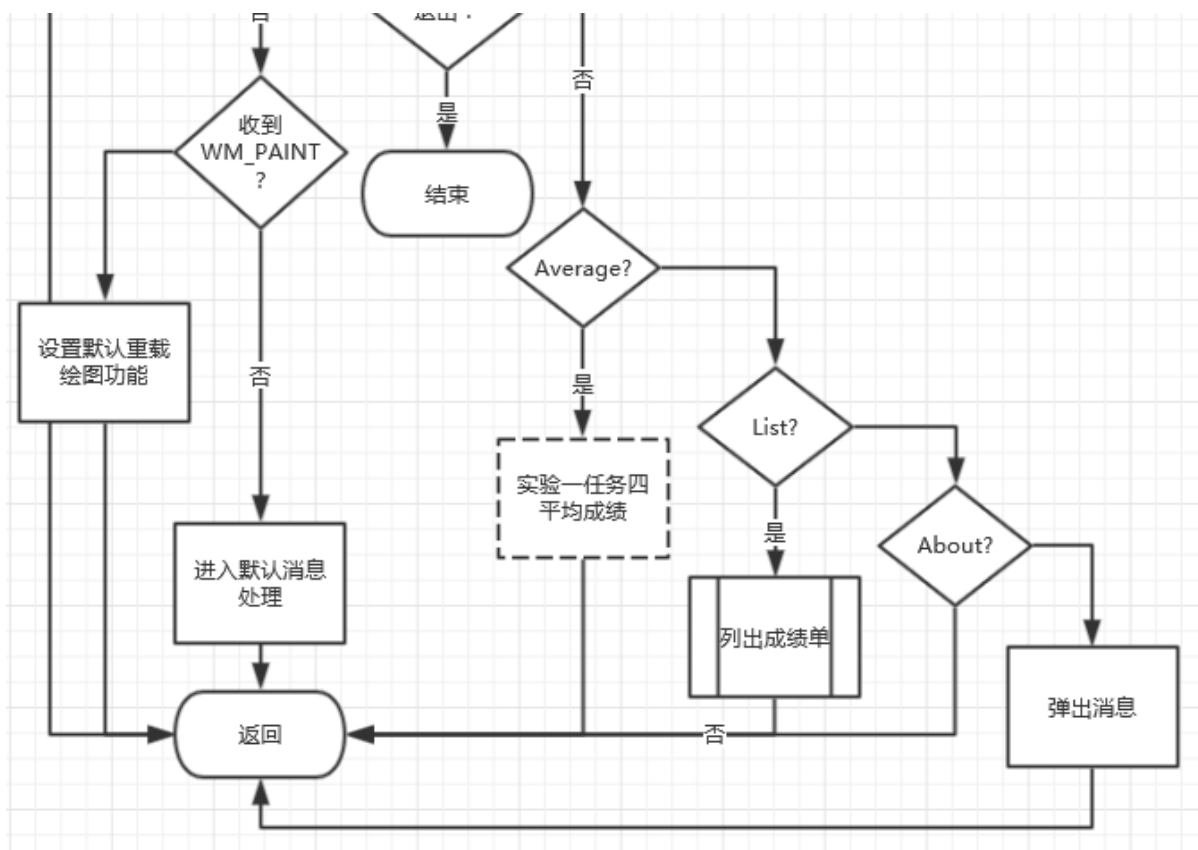 否
退出？
收到
WM_PAINT
?
是
否
结束
Average?
设置默认重载
绘图功能
否
是
List?
实验一任务四
平均成绩
是
About?
进入默认消息
处理
列出成绩单
弹出消息
返回
否